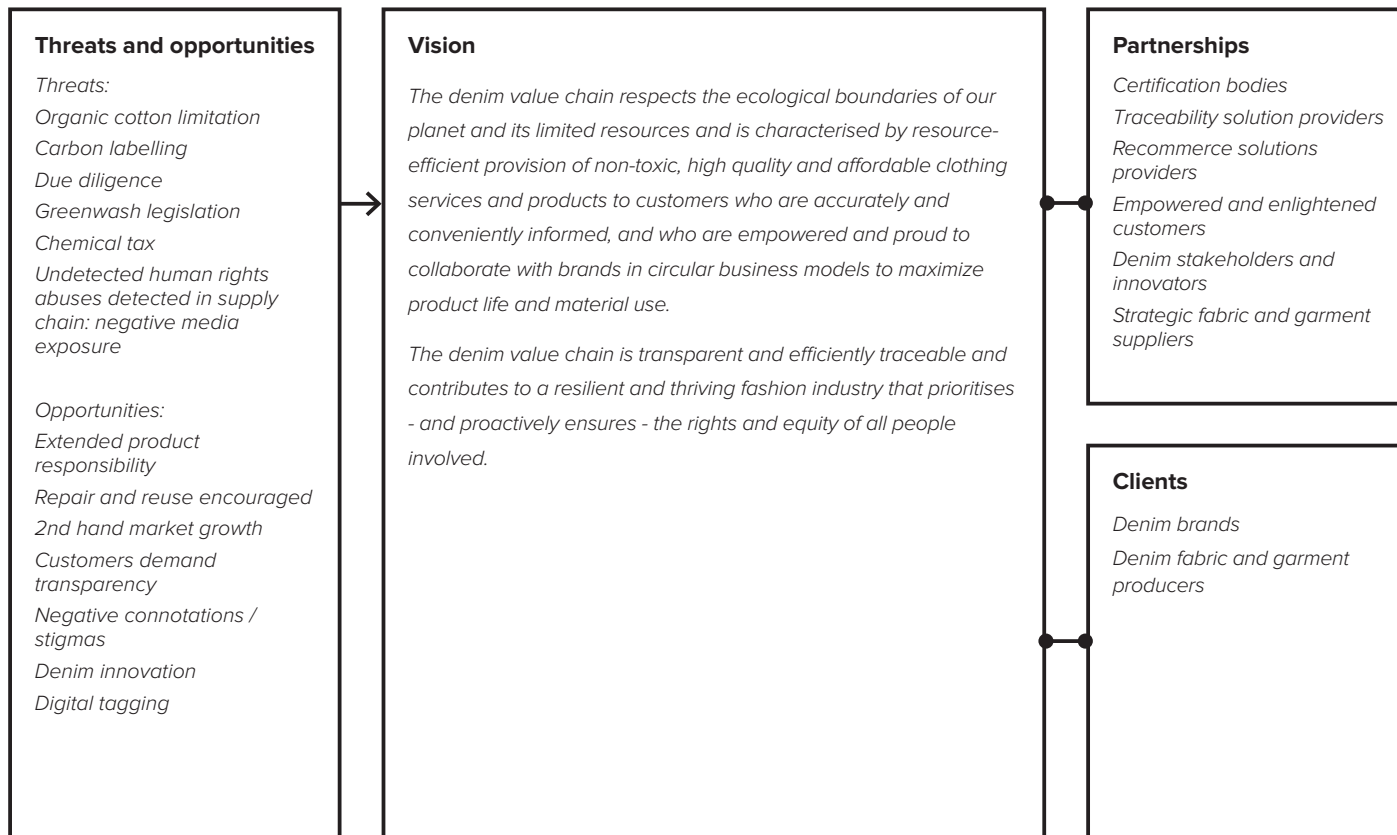 Threats and opportunities
Threats:
Organic cotton limitation
Carbon labelling
Due diligence
Greenwash legislation
Chemical tax
Undetected human rights
abuses detected in supply
chain: negative media
exposure
Opportunities:
Extended product
responsibility
Repair and reuse encouraged
2nd hand market growth
Customers demand
transparency
Negative connotations /
stigmas
Denim innovation
Digital tagging
Vision
The denim value chain respects the ecological boundaries of our
planet and its limited resources and is characterised by resource-
efficient provision of non-toxic, high quality and affordable clothing
services and products to customers who are accurately and
conveniently informed, and who are empowered and proud to
collaborate with brands in circular business models to maximize
product life and material use.
The denim value chain is transparent and efficiently traceable and
contributes to a resilient and thriving fashion industry that prioritises
- and proactively ensures - the rights and equity of all people
involved.
Partnerships
Certification bodies
Traceability solution providers
Recommerce solutions
providers
Empowered and enlightened
customers
Denim stakeholders and
innovators
Strategic fabric and garment
suppliers
Clients
Denim brands
Denim fabric and garment
producers